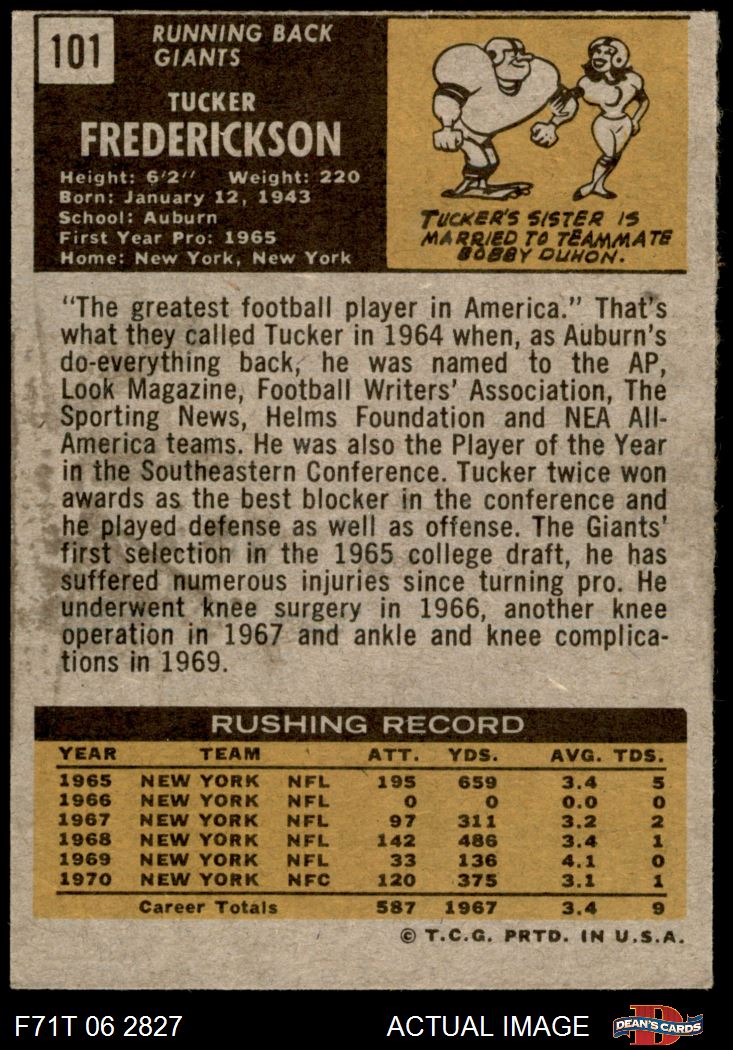 101
RUNNING BACK
GIANTS
TUCKER
FREDERICKSON
Height: 6'2" Weight: 220
Born: January 12, 1943
School: Auburn
First Year Pro: 1965
Home: New York, New York
TUCKER'S SISTER IS
MARRIED TO TEAMMATE
BOBBY DUHON.
"The greatest football player in America." That's
what they called Tucker in 1964 when, as Auburn's
do-everything back, he was named to the AP,
Look Magazine, Football Writers' Association, The
Sporting News, Helms Foundation and NEA All-
America teams. He was also the Player of the Year
in the Southeastern Conference. Tucker twice won
awards as the best blocker in the conference and
he played defense as well as offense. The Giants'
first selection in the 1965 college draft, he has
suffered numerous injuries since turning pro. He
underwent knee surgery in 1966, another knee
operation in 1967 and ankle and knee complica-
tions in 1969.
RUSHING RECORD
YEAR TEAM ATT. YDS. AVG. TDS.
1965 NEW YORK NFL 195 659 3.4 5
1966 NEW YORK NFL 0 0 0.0 0
1967 NEW YORK NFL 97 311 3.2 2
1968 NEW YORK NFL 142 486 3.4 1
1969 NEW YORK NFL 33 136 4.1 0
1970 NEW YORK NFC 120 375 3.1 1
Career Totals 587 1967 3.4 9
© T.C.G. PRTD. IN U.S.A.
F71T 06 2827 ACTUAL IMAGE D DEAN'S CARDS